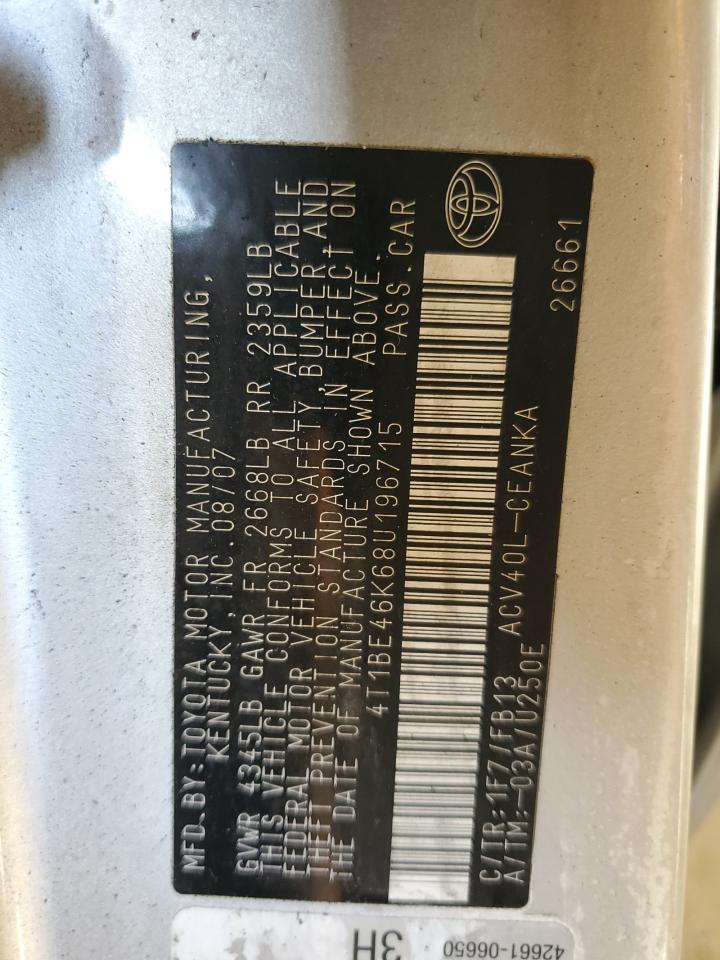 MFD.BY:TOYOTA MOTOR MANUFACTURING,
KENTUCKY, INC. 08/07
GVWR 4345LB GAWR FR 2668LB RR 2359LB
THIS VEHICLE CONFORMS TO ALL APPLICABLE
FEDERAL MOTOR VEHICLE SAFETY,BUMPER,AND
THEFT PREVENTION STANDARDS IN EFFECT ON
THE DATE OF MANUFACTURE SHOWN ABOVE.
4T1BE46K68U196715 PASS.CAR
C/TR:1F7/FB13 ACV40L-CEANKA
A/TM:-03A/U250E
26661
3H
42661-06650